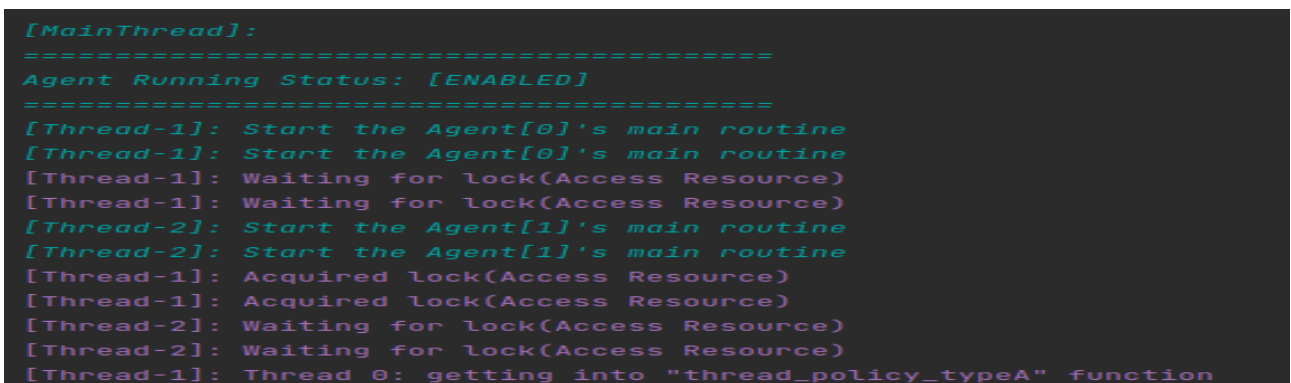 [MainThread]:
=========================================
Agent Running Status: [ENABLED]
=========================================
[Thread-1]: Start the Agent[0]'s main routine
[Thread-1]: Start the Agent[0]'s main routine
[Thread-1]: Waiting for lock(Access Resource)
[Thread-1]: Waiting for lock(Access Resource)
[Thread-2]: Start the Agent[1]'s main routine
[Thread-2]: Start the Agent[1]'s main routine
[Thread-1]: Acquired lock(Access Resource)
[Thread-1]: Acquired lock(Access Resource)
[Thread-2]: Waiting for lock(Access Resource)
[Thread-2]: Waiting for lock(Access Resource)
[Thread-1]: Thread 0: getting into "thread_policy_typeA" function